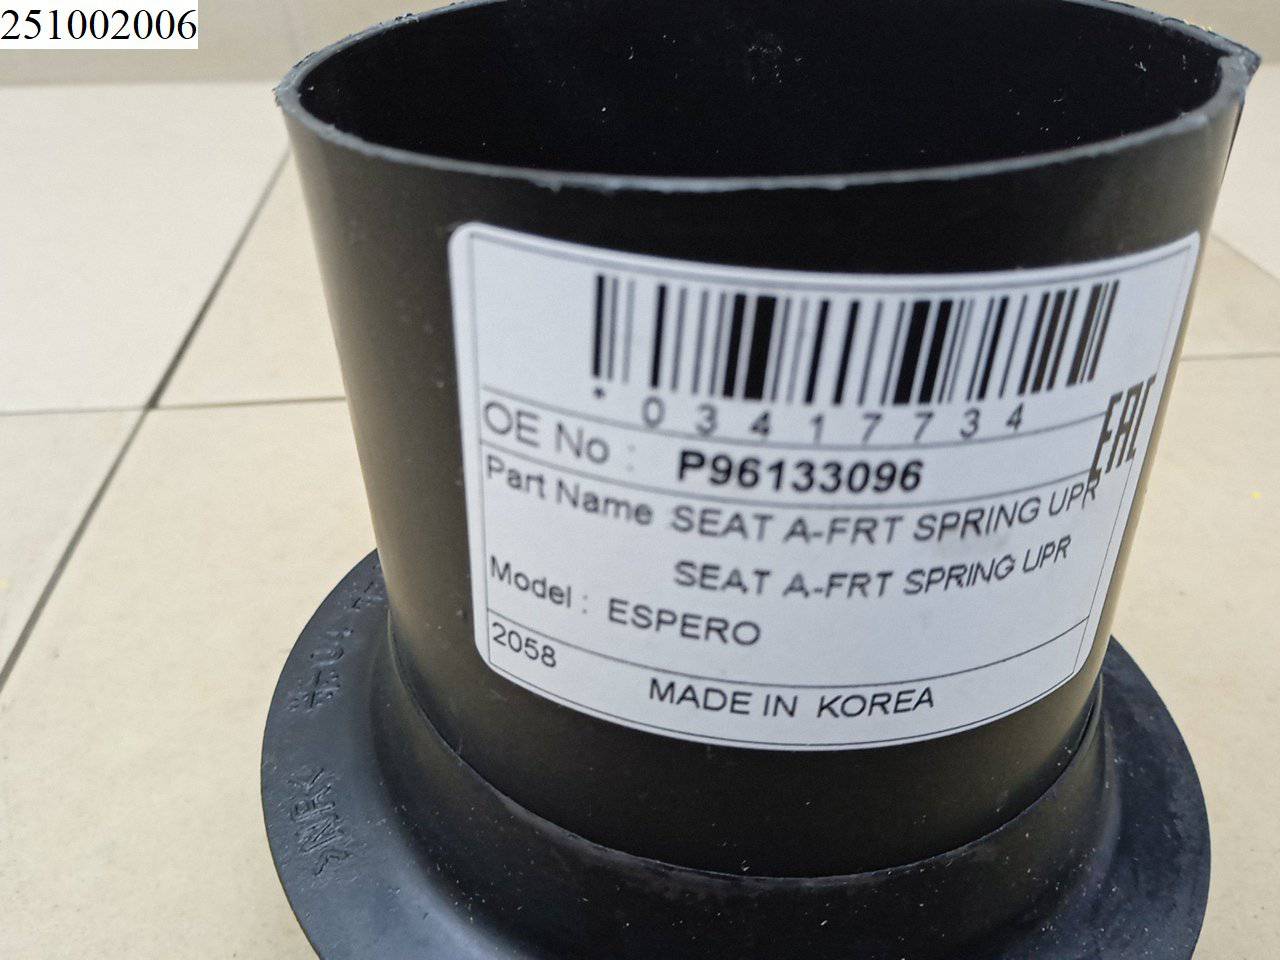 251002006
* 03417734
EAC
OE No : P96133096
Part Name SEAT A-FRT SPRING UPR
SEAT A-FRT SPRING UPR
Model : ESPERO
2058
MADE IN KOREA